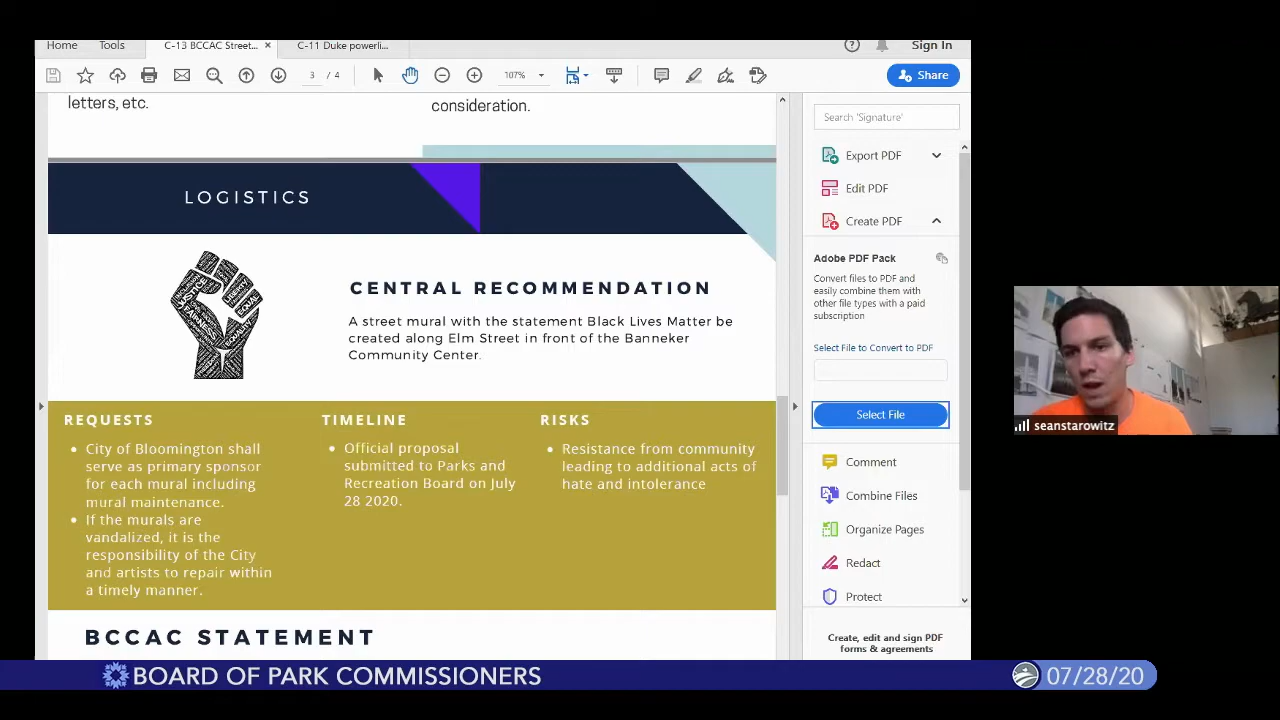 Home
Tools
C-13 BCCAC Street... ×
C-11 Duke powerli...
Sign In
3 / 4
107%
Share
letters, etc.
consideration.
LOGISTICS
JUSTICE
FAIRNESS
EQUALITY
EQUAL
CENTRAL RECOMMENDATION
A street mural with the statement Black Lives Matter be
created along Elm Street in front of the Banneker
Community Center.
REQUESTS
• City of Bloomington shall
serve as primary sponsor
for each mural including
mural maintenance.
• If the murals are
vandalized, it is the
responsibility of the City
and artists to repair within
a timely manner.
TIMELINE
• Official proposal
submitted to Parks and
Recreation Board on July
28 2020.
RISKS
• Resistance from community
leading to additional acts of
hate and intolerance
BCCAC STATEMENT
Search 'Signature'
Export PDF
Edit PDF
Create PDF
Adobe PDF Pack
Convert files to PDF and
easily combine them with
other file types with a paid
subscription
Select File to Convert to PDF
Select File
Comment
Combine Files
Organize Pages
Redact
Protect
Create, edit and sign PDF
forms & agreements
seanstarowitz
BOARD OF PARK COMMISSIONERS
07/28/20